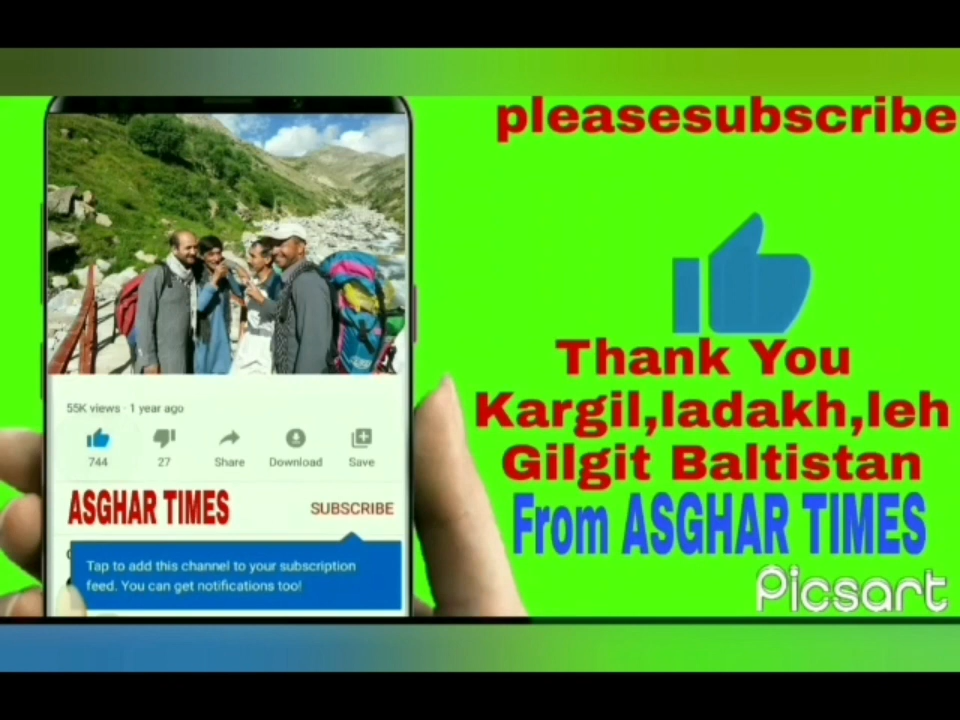 pleasesubscribe
Thank You
Kargil,ladakh,leh
Gilgit Baltistan
From ASGHAR TIMES
Picsart
55K views · 1 year ago
744
27
Share
Download
Save
ASGHAR TIMES
SUBSCRIBE
Tap to add this channel to your subscription
feed. You can get notifications too!